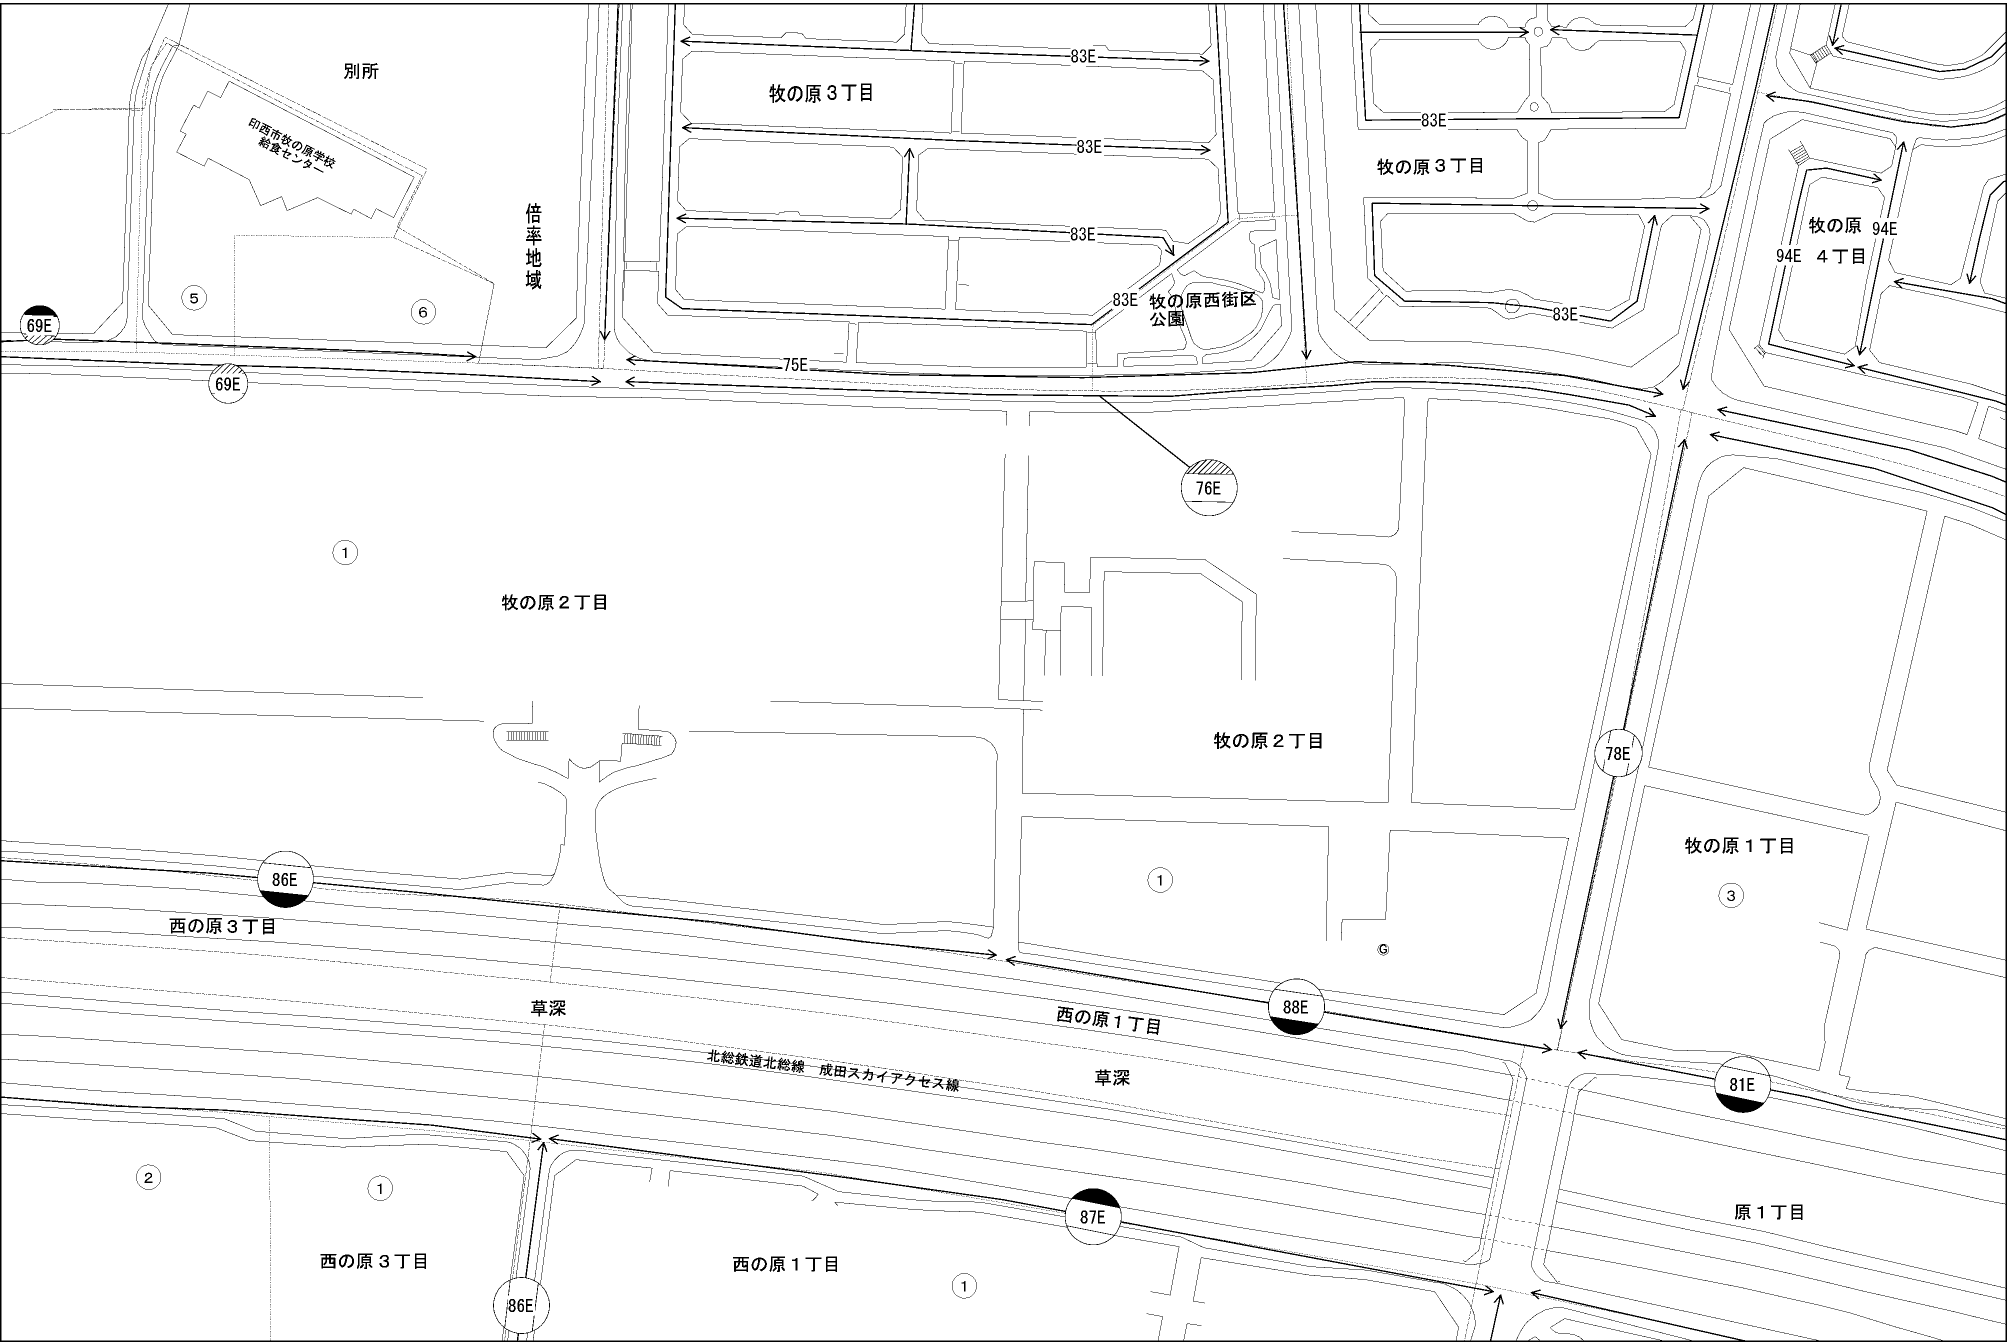 別所
83E
牧の原３丁目
83E
牧の原３丁目
印西市牧の原学校
給食センター
83E
83E
倍率地域
牧の原
４丁目
94E
94E
83E
5
6
83E
牧の原西街区
公園
83E
69E
75E
69E
76E
1
牧の原２丁目
牧の原２丁目
78E
牧の原１丁目
86E
1
3
西の原３丁目
G
草深
88E
西の原１丁目
北総鉄道北総線　成田スカイアクセス線
草深
81E
2
1
87E
原１丁目
西の原３丁目
西の原１丁目
1
86E